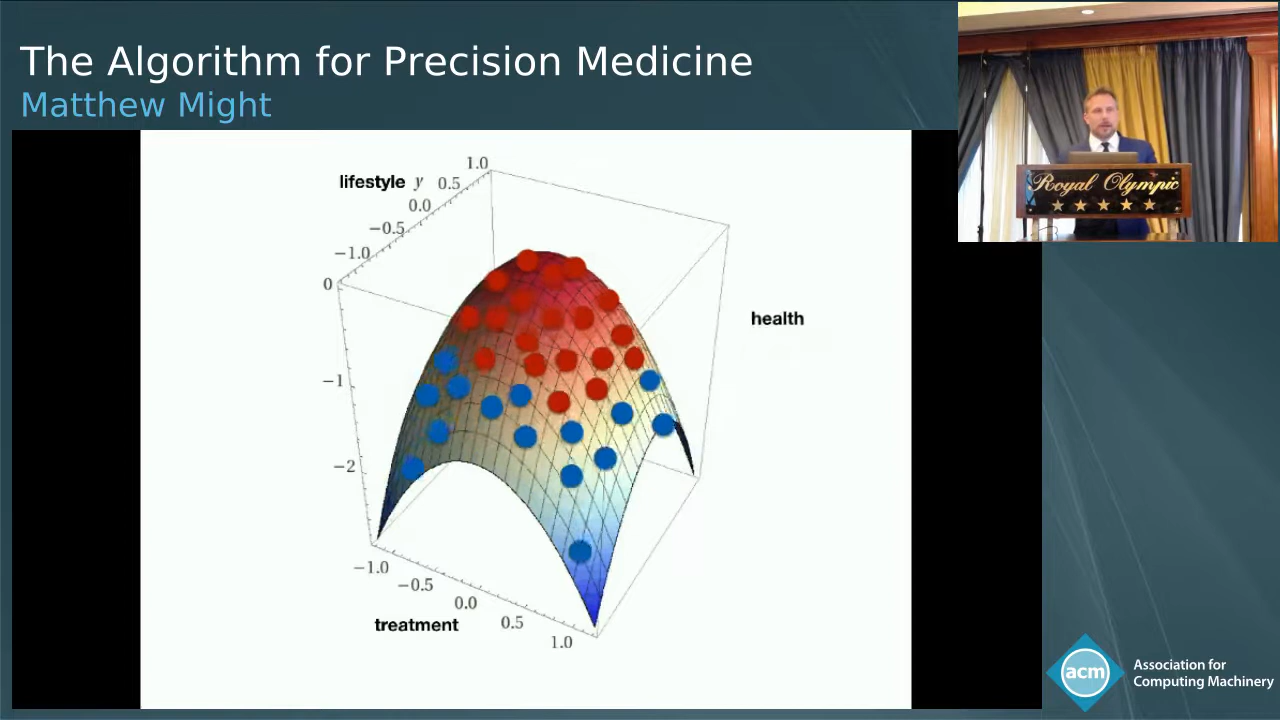 The Algorithm for Precision Medicine
Matthew Might
Royal Olympic
lifestyle y
1.0
0.5
0.0
−0.5
−1.0
0
−1
−2
health
−1.0
−0.5
0.0
0.5
1.0
treatment
acm
Association for
Computing Machinery